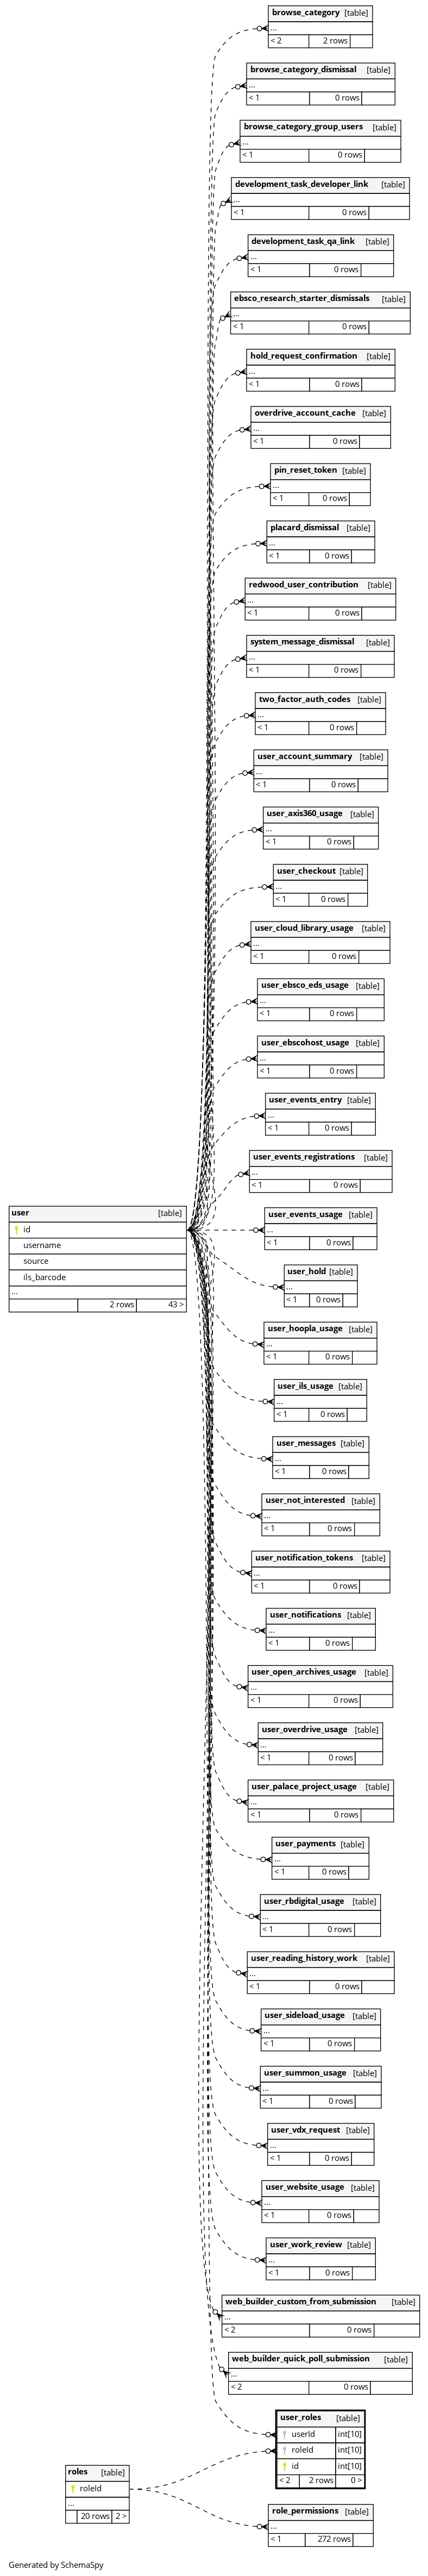 browse_category [table]
...
< 2 2 rows
browse_category_dismissal [table]
...
< 1 0 rows
browse_category_group_users [table]
...
< 1 0 rows
development_task_developer_link [table]
...
< 1 0 rows
development_task_qa_link [table]
...
< 1 0 rows
ebsco_research_starter_dismissals [table]
...
< 1 0 rows
hold_request_confirmation [table]
...
< 1 0 rows
overdrive_account_cache [table]
...
< 1 0 rows
pin_reset_token [table]
...
< 1 0 rows
placard_dismissal [table]
...
< 1 0 rows
redwood_user_contribution [table]
...
< 1 0 rows
system_message_dismissal [table]
...
< 1 0 rows
two_factor_auth_codes [table]
...
< 1 0 rows
user_account_summary [table]
...
< 1 0 rows
user_axis360_usage [table]
...
< 1 0 rows
user_checkout [table]
...
< 1 0 rows
user_cloud_library_usage [table]
...
< 1 0 rows
user_ebsco_eds_usage [table]
...
< 1 0 rows
user_ebscohost_usage [table]
...
< 1 0 rows
user_events_entry [table]
...
< 1 0 rows
user_events_registrations [table]
...
< 1 0 rows
user [table]
id
username
source
ils_barcode
...
2 rows 43 >
user_events_usage [table]
...
< 1 0 rows
user_hold [table]
...
< 1 0 rows
user_hoopla_usage [table]
...
< 1 0 rows
user_ils_usage [table]
...
< 1 0 rows
user_messages [table]
...
< 1 0 rows
user_not_interested [table]
...
< 1 0 rows
user_notification_tokens [table]
...
< 1 0 rows
user_notifications [table]
...
< 1 0 rows
user_open_archives_usage [table]
...
< 1 0 rows
user_overdrive_usage [table]
...
< 1 0 rows
user_palace_project_usage [table]
...
< 1 0 rows
user_payments [table]
...
< 1 0 rows
user_rbdigital_usage [table]
...
< 1 0 rows
user_reading_history_work [table]
...
< 1 0 rows
user_sideload_usage [table]
...
< 1 0 rows
user_summon_usage [table]
...
< 1 0 rows
user_vdx_request [table]
...
< 1 0 rows
user_website_usage [table]
...
< 1 0 rows
user_work_review [table]
...
< 1 0 rows
web_builder_custom_from_submission [table]
...
< 2 0 rows
web_builder_quick_poll_submission [table]
...
< 2 0 rows
user_roles [table]
userId int[10]
roleId int[10]
id int[10]
< 2 2 rows 0 >
roles [table]
roleId
...
20 rows 2 >
role_permissions [table]
...
< 1 272 rows
Generated by SchemaSpy